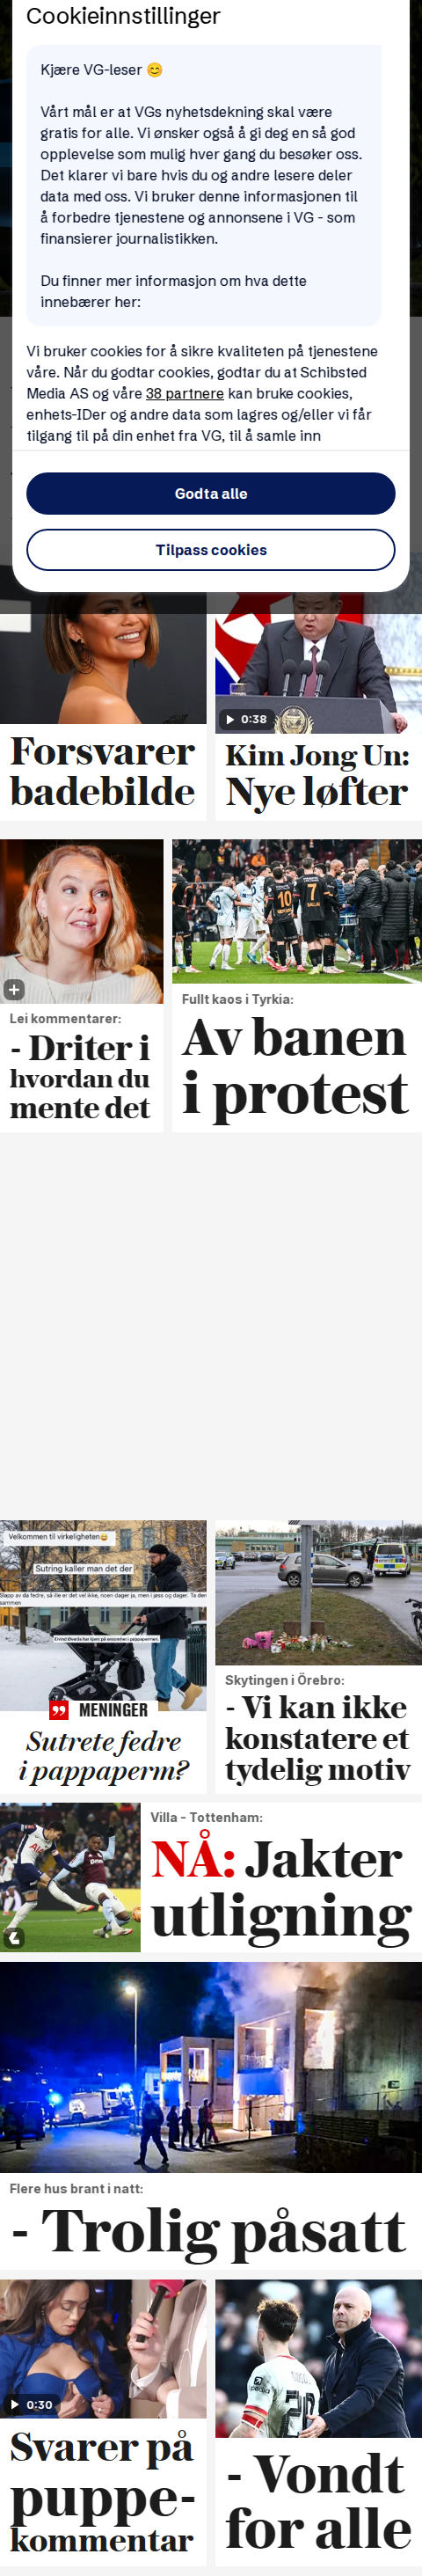 Cookieinnstillinger
Kjære VG-leser 😊
Vårt mål er at VGs nyhetsdekning skal være
gratis for alle. Vi ønsker også å gi deg en så god
opplevelse som mulig hver gang du besøker oss.
Det klarer vi bare hvis du og andre lesere deler
data med oss. Vi bruker denne informasjonen til
å forbedre tjenestene og annonsene i VG - som
finansierer journalistikken.
Du finner mer informasjon om hva dette
innebærer her:
Vi bruker cookies for å sikre kvaliteten på tjenestene
våre. Når du godtar cookies, godtar du at Schibsted
Media AS og våre 38 partnere kan bruke cookies,
enhets-IDer og andre data som lagres og/eller vi får
tilgang til på din enhet fra VG, til å samle inn
Godta alle
Tilpass cookies
0:38
Forsvarer
badebilde
Kim Jong Un:
Nye løfter
Lei kommentarer:
- Driter i
hvordan du
mente det
Fullt kaos i Tyrkia:
Av banen
i protest
Velkommen til virkeligheten😄
Sutring kaller man det der
MENINGER
Sutrete fedre
i pappaperm?
Skytingen i Örebro:
- Vi kan ikke
konstatere et
tydelig motiv
Villa - Tottenham:
NÅ: Jakter
utligning
Flere hus brant i natt:
- Trolig påsatt
0:30
Svarer på
puppe-
kommentar
- Vondt
for alle